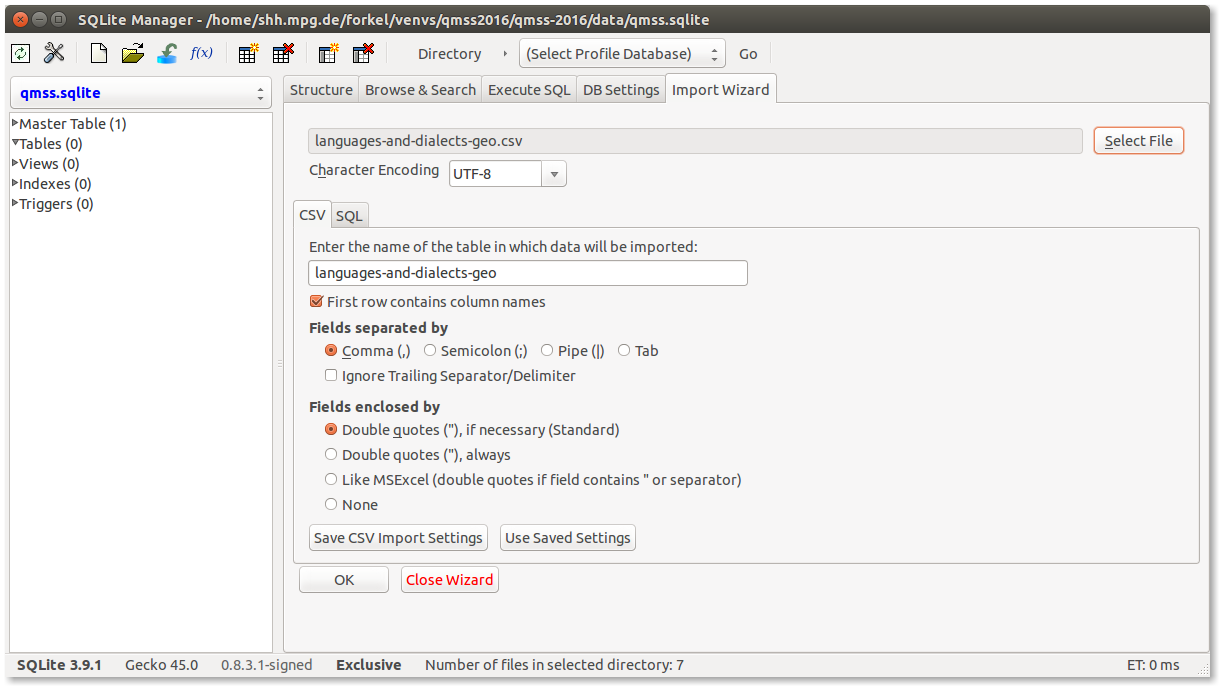 SQLite Manager - /home/shh.mpg.de/forkel/venvs/qmss2016/qmss-2016/data/qmss.sqlite
f(x) Directory (Select Profile Database) Go
qmss.sqlite
Structure Browse & Search Execute SQL DB Settings Import Wizard
Master Table (1)
Tables (0)
Views (0)
Indexes (0)
Triggers (0)
languages-and-dialects-geo.csv Select File
Character Encoding UTF-8
CSV SQL
Enter the name of the table in which data will be imported:
languages-and-dialects-geo
First row contains column names
Fields separated by
Comma (,) Semicolon (;) Pipe (|) Tab
Ignore Trailing Separator/Delimiter
Fields enclosed by
Double quotes ("), if necessary (Standard)
Double quotes ("), always
Like MSExcel (double quotes if field contains " or separator)
None
Save CSV Import Settings Use Saved Settings
OK Close Wizard
SQLite 3.9.1 Gecko 45.0 0.8.3.1-signed Exclusive Number of files in selected directory: 7 ET: 0 ms